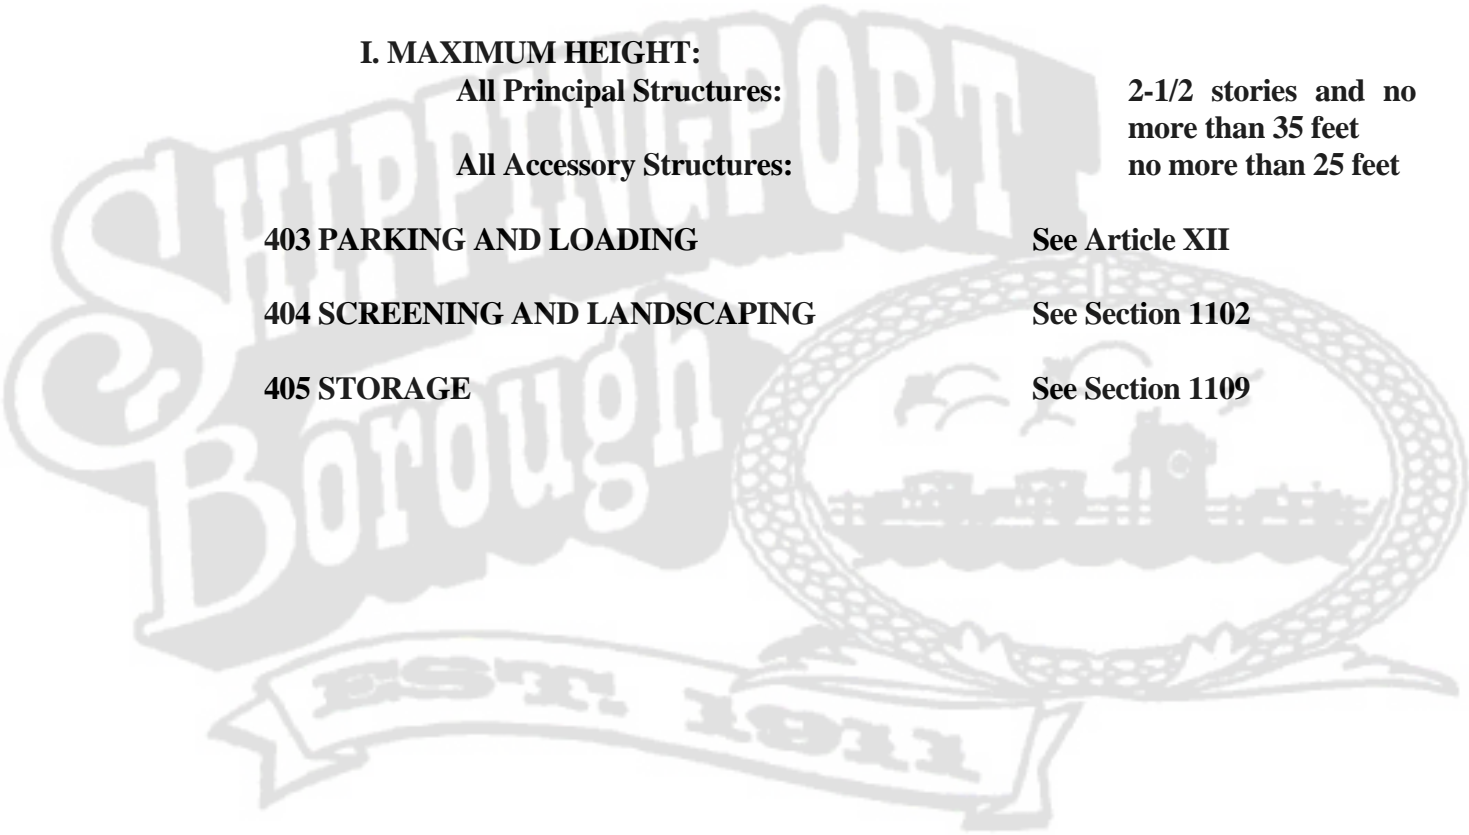 I. MAXIMUM HEIGHT:
All Principal Structures: 2-1/2 stories and no
more than 35 feet
All Accessory Structures: no more than 25 feet
403 PARKING AND LOADING See Article XII
404 SCREENING AND LANDSCAPING See Section 1102
405 STORAGE See Section 1109
SHIPPINGPORT
Borough
EST. 1911